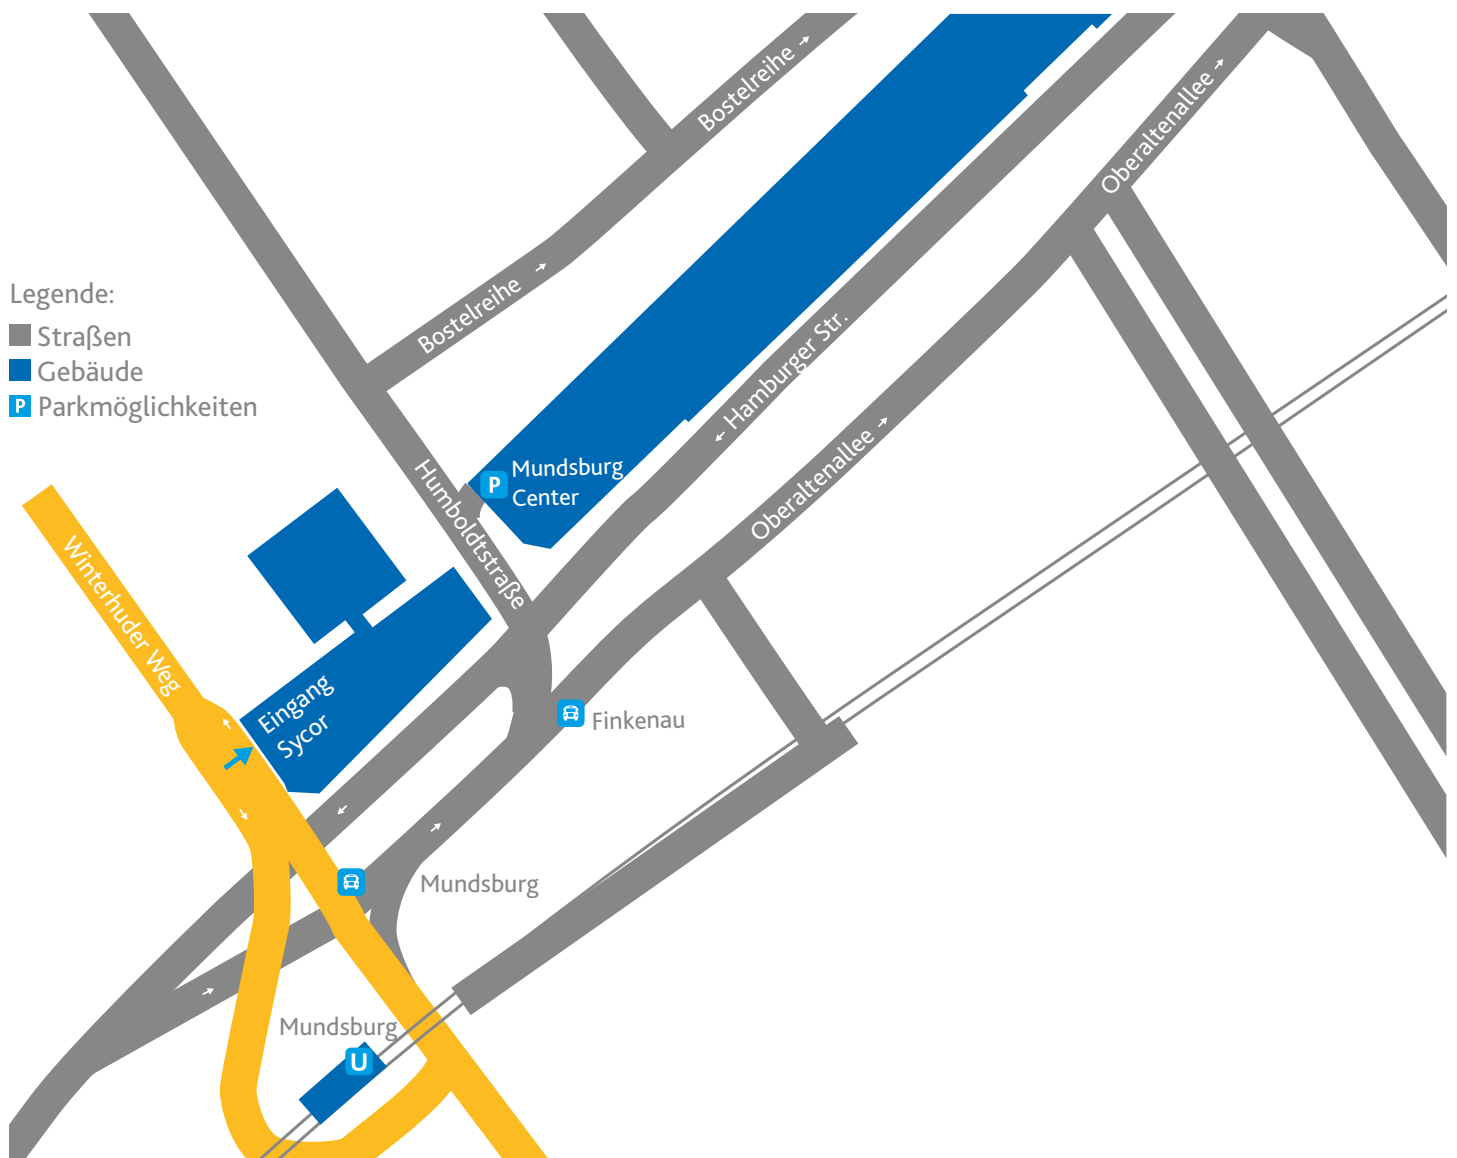 Bostelreihe
Oberaltenallee
Bostelreihe
Legende:
Straßen
Gebäude
P Parkmöglichkeiten
Hamburger Str.
Oberaltenallee
Humboldtstraße
P Mundsburg
Center
Winterhuder Weg
Eingang
Sycor
Finkenau
Mundsburg
Mundsburg
U